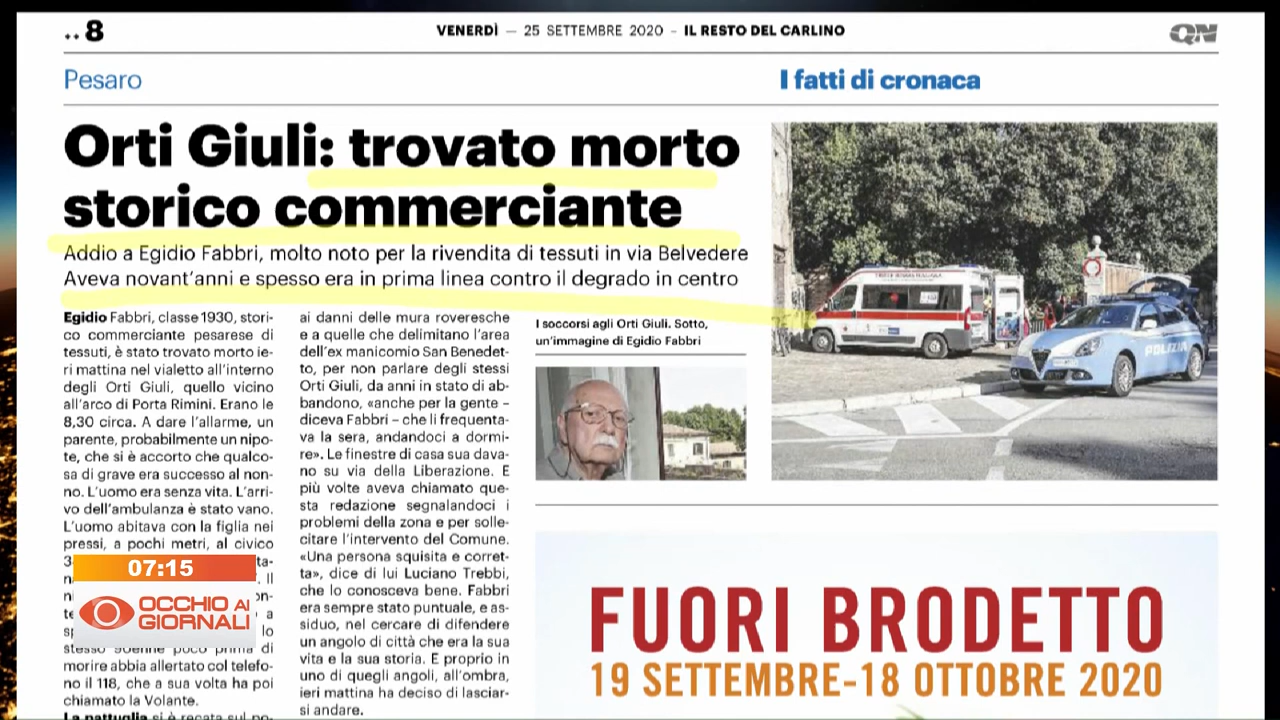 .. 8
VENERDÌ — 25 SETTEMBRE 2020 – IL RESTO DEL CARLINO
QN
Pesaro
I fatti di cronaca
Orti Giuli: trovato morto
storico commerciante
Addio a Egidio Fabbri, molto noto per la rivendita di tessuti in via Belvedere
Aveva novant'anni e spesso era in prima linea contro il degrado in centro
Egidio Fabbri, classe 1930, stori-
co commerciante pesarese di
tessuti, è stato trovato morto ie-
ri mattina nel vialetto all'interno
degli Orti Giuli, quello vicino
all'arco di Porta Rimini. Erano le
8,30 circa. A dare l'allarme, un
parente, probabilmente un nipo-
te, che si è accorto che qualco-
sa di grave era successo al non-
no. L'uomo era senza vita. L'arri-
vo dell'ambulanza è stato vano.
L'uomo abitava con la figlia nei
pressi, a pochi metri, al civico
stesso 90enne poco prima di
morire abbia allertato col telefo-
no il 118, che a sua volta ha poi
chiamato la Volante.
La pattuglia si è recata sul po-
ai danni delle mura roveresche
e a quelle che delimitano l'area
dell'ex manicomio San Benedet-
to, per non parlare degli stessi
Orti Giuli, da anni in stato di ab-
bandono, «anche per la gente –
diceva Fabbri – che li frequenta-
va la sera, andandoci a dormi-
re». Le finestre di casa sua dava-
no su via della Liberazione. E
più volte aveva chiamato que-
sta redazione segnalandoci i
problemi della zona e per solle-
citare l'intervento del Comune.
«Una persona squisita e corret-
ta», dice di lui Luciano Trebbi,
che lo conosceva bene. Fabbri
era sempre stato puntuale, e as-
siduo, nel cercare di difendere
un angolo di città che era la sua
vita e la sua storia. E proprio in
uno di quegli angoli, all'ombra,
ieri mattina ha deciso di lasciar-
si andare.
I soccorsi agli Orti Giuli. Sotto,
un'immagine di Egidio Fabbri
POLIZIA
FUORI BRODETTO
19 SETTEMBRE-18 OTTOBRE 2020
07:15
OCCHIO AI
GIORNALI